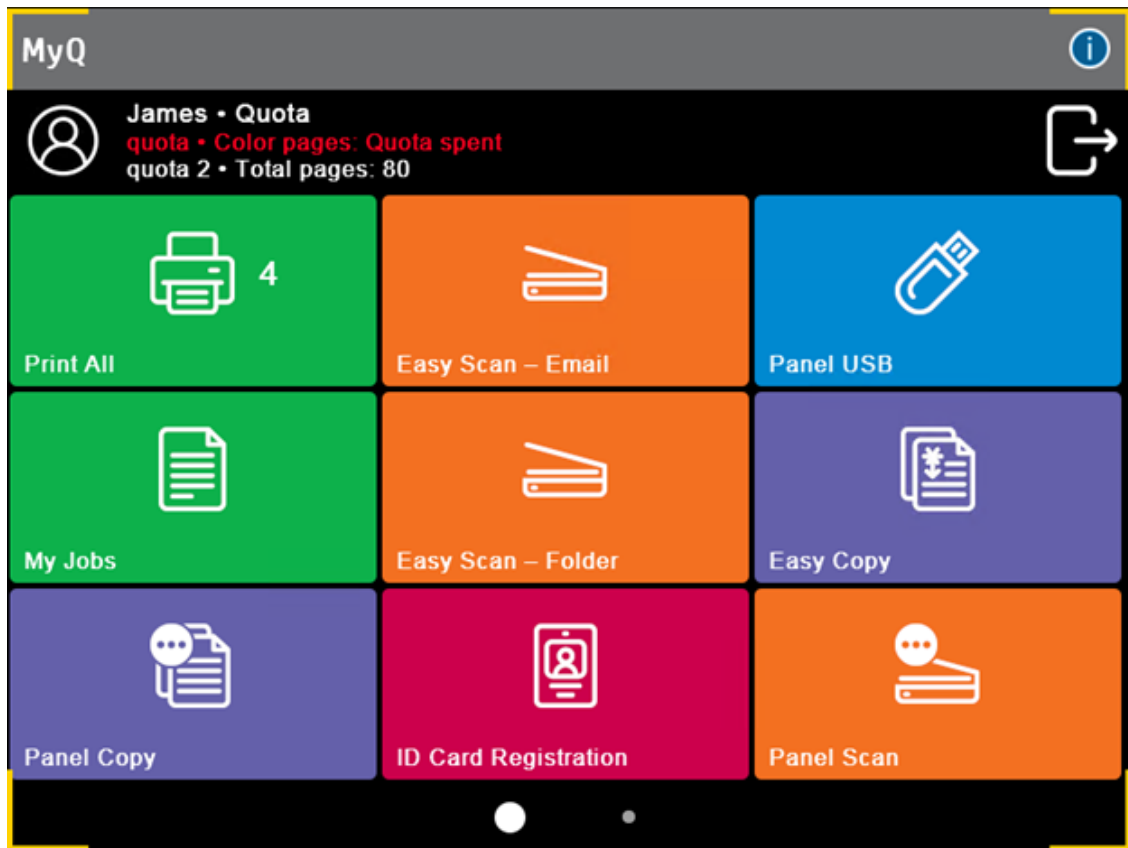 MyQ
i
James • Quota
quota • Color pages: Quota spent
quota 2 • Total pages: 80
4
Print All
Easy Scan – Email
Panel USB
My Jobs
Easy Scan – Folder
Easy Copy
Panel Copy
ID Card Registration
Panel Scan